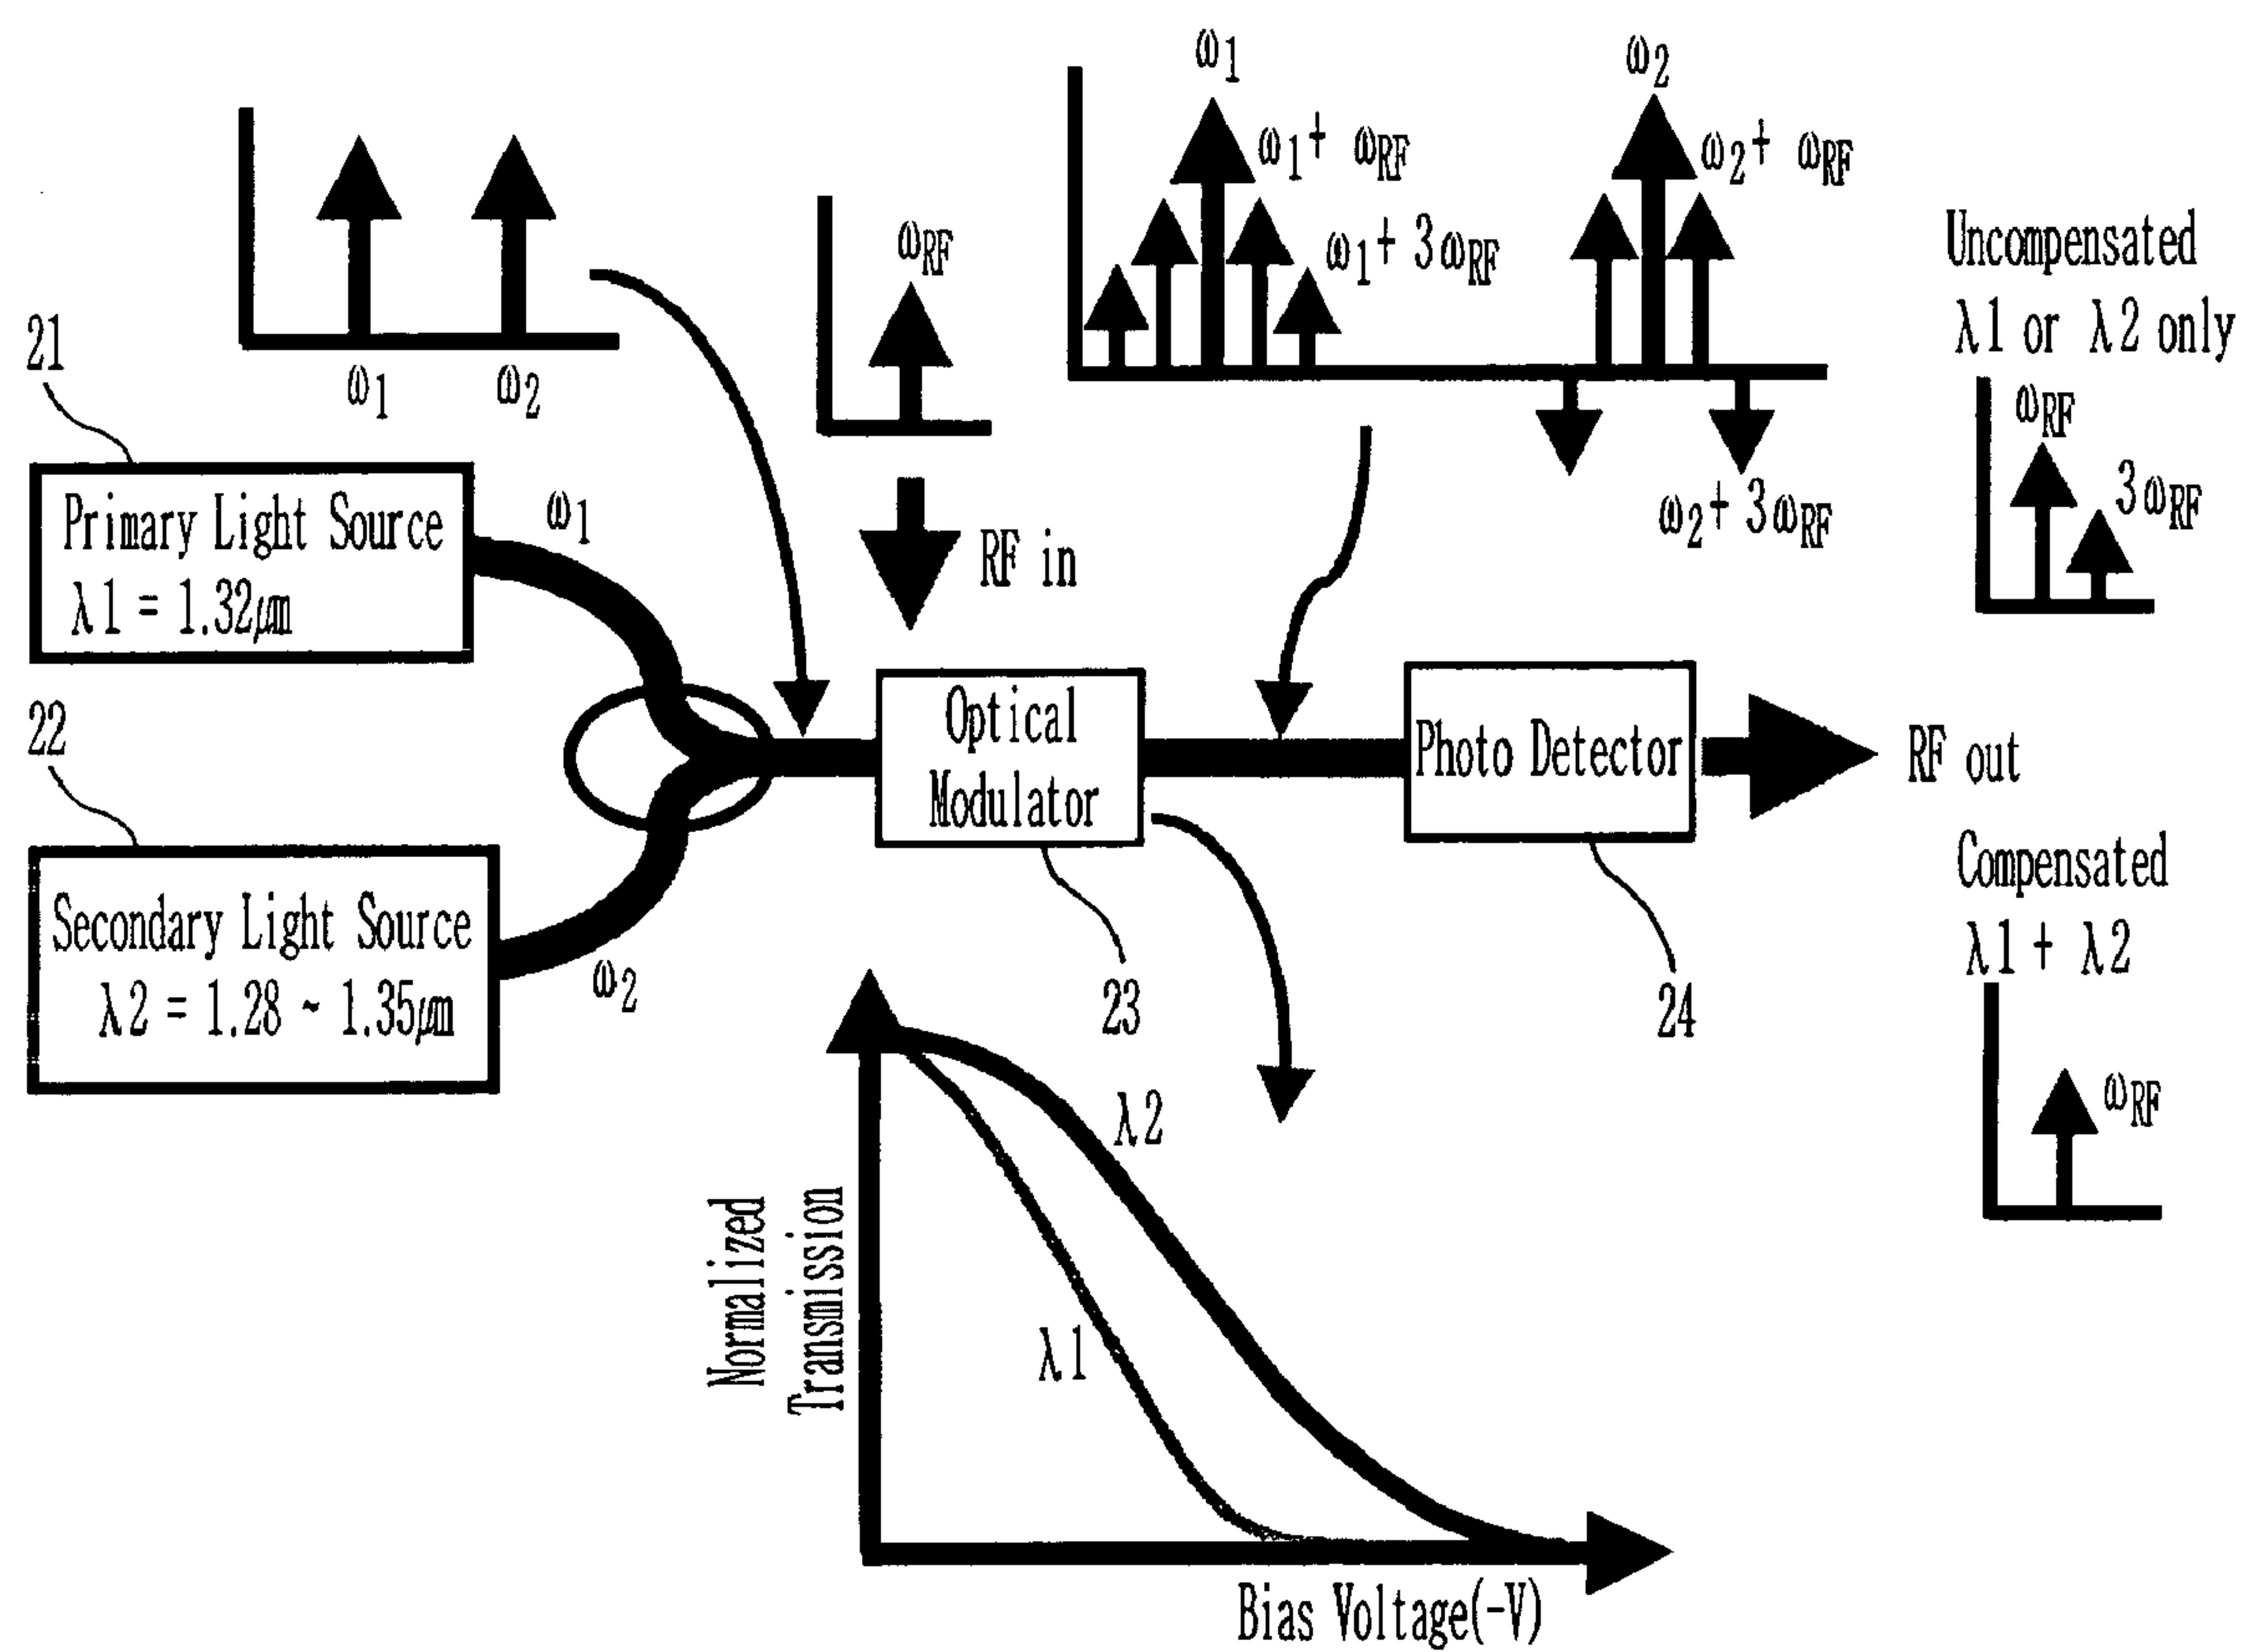 ω1
ω2
ω1+ ωRF
ω2+ ωRF
ωRF
ω1+ 3ωRF
Uncompensated
λ1 or λ2 only
21
ω1
ω2
ωRF
3ωRF
ω2+ 3ωRF
Primary Light Source
λ1 = 1.32μm
ω1
RF in
22
Optical
Modulator
Photo Detector
RF out
Secondary Light Source
λ2 = 1.28 ~ 1.35μm
ω2
23
24
Compensated
λ1 + λ2
ωRF
λ2
λ1
Normalized
Transmission
Bias Voltage(-V)